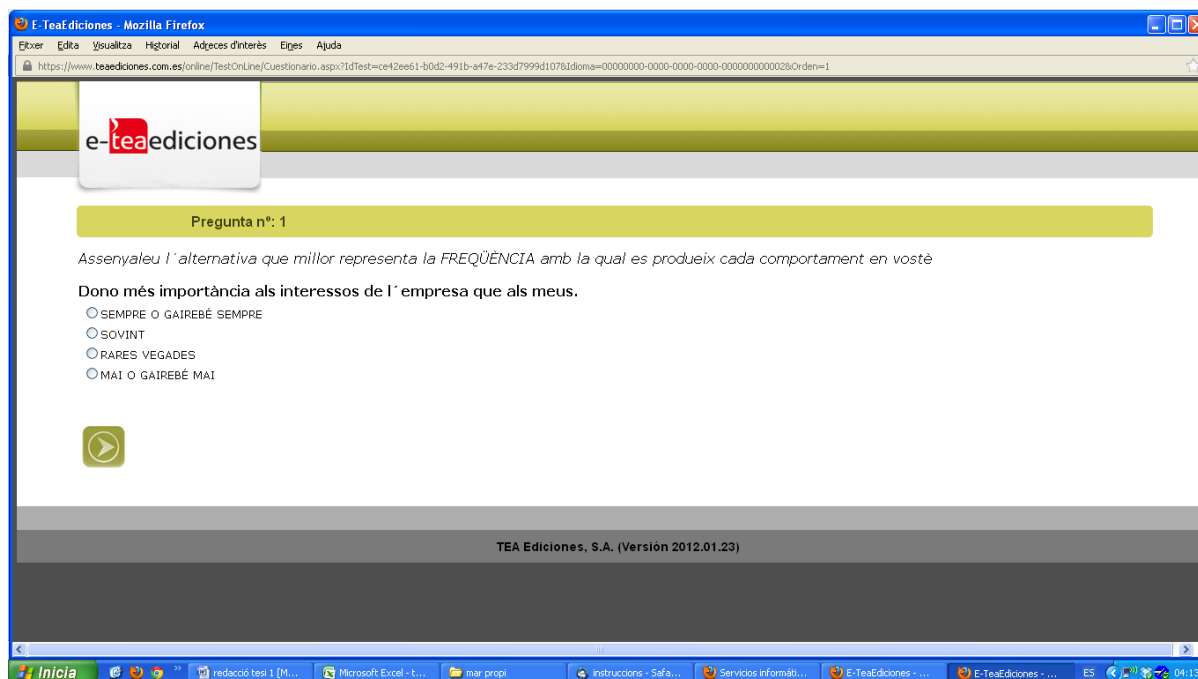 E-TeaEdiciones - Mozilla Firefox
Fitxer Edita Visualitza Historial Adreces d'interès Eines Ajuda
https://www.teaediciones.com.es/online/TestOnLine/Cuestionario.aspx?IdTest=ce42ee61-b0d2-491b-a47e-233d7999d107&Idioma=00000000-0000-0000-0000-000000000002&Orden=1
e-teaediciones
Pregunta nº: 1
Assenyaleu l´alternativa que millor representa la FREQÜÈNCIA amb la qual es produeix cada comportament en vostè
Dono més importància als interessos de l´empresa que als meus.
SEMPRE O GAIREBÉ SEMPRE
SOVINT
RARES VEGADES
MAI O GAIREBÉ MAI
TEA Ediciones, S.A. (Versión 2012.01.23)
Inicia » redacció tesi 1 [M... Microsoft Excel - t... mar propi instruccions - Safa... Servicios informáti... E-TeaEdiciones - ... E-TeaEdiciones - ... ES